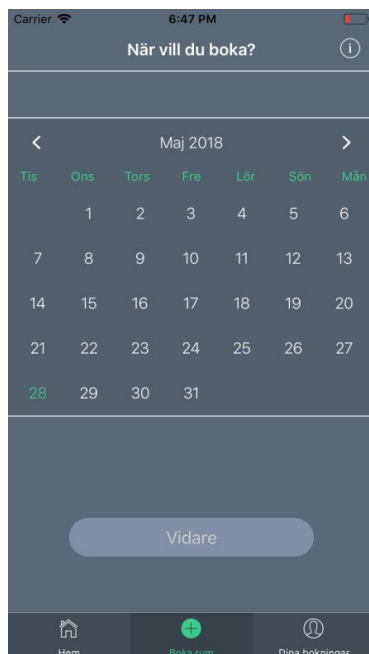 Carrier 6:47 PM
När vill du boka?
Maj 2018
Tis Ons Tors Fre Lör Sön Mån
1 2 3 4 5 6
7 8 9 10 11 12 13
14 15 16 17 18 19 20
21 22 23 24 25 26 27
28 29 30 31
Vidare
Hem Boka rum Dina bokningar